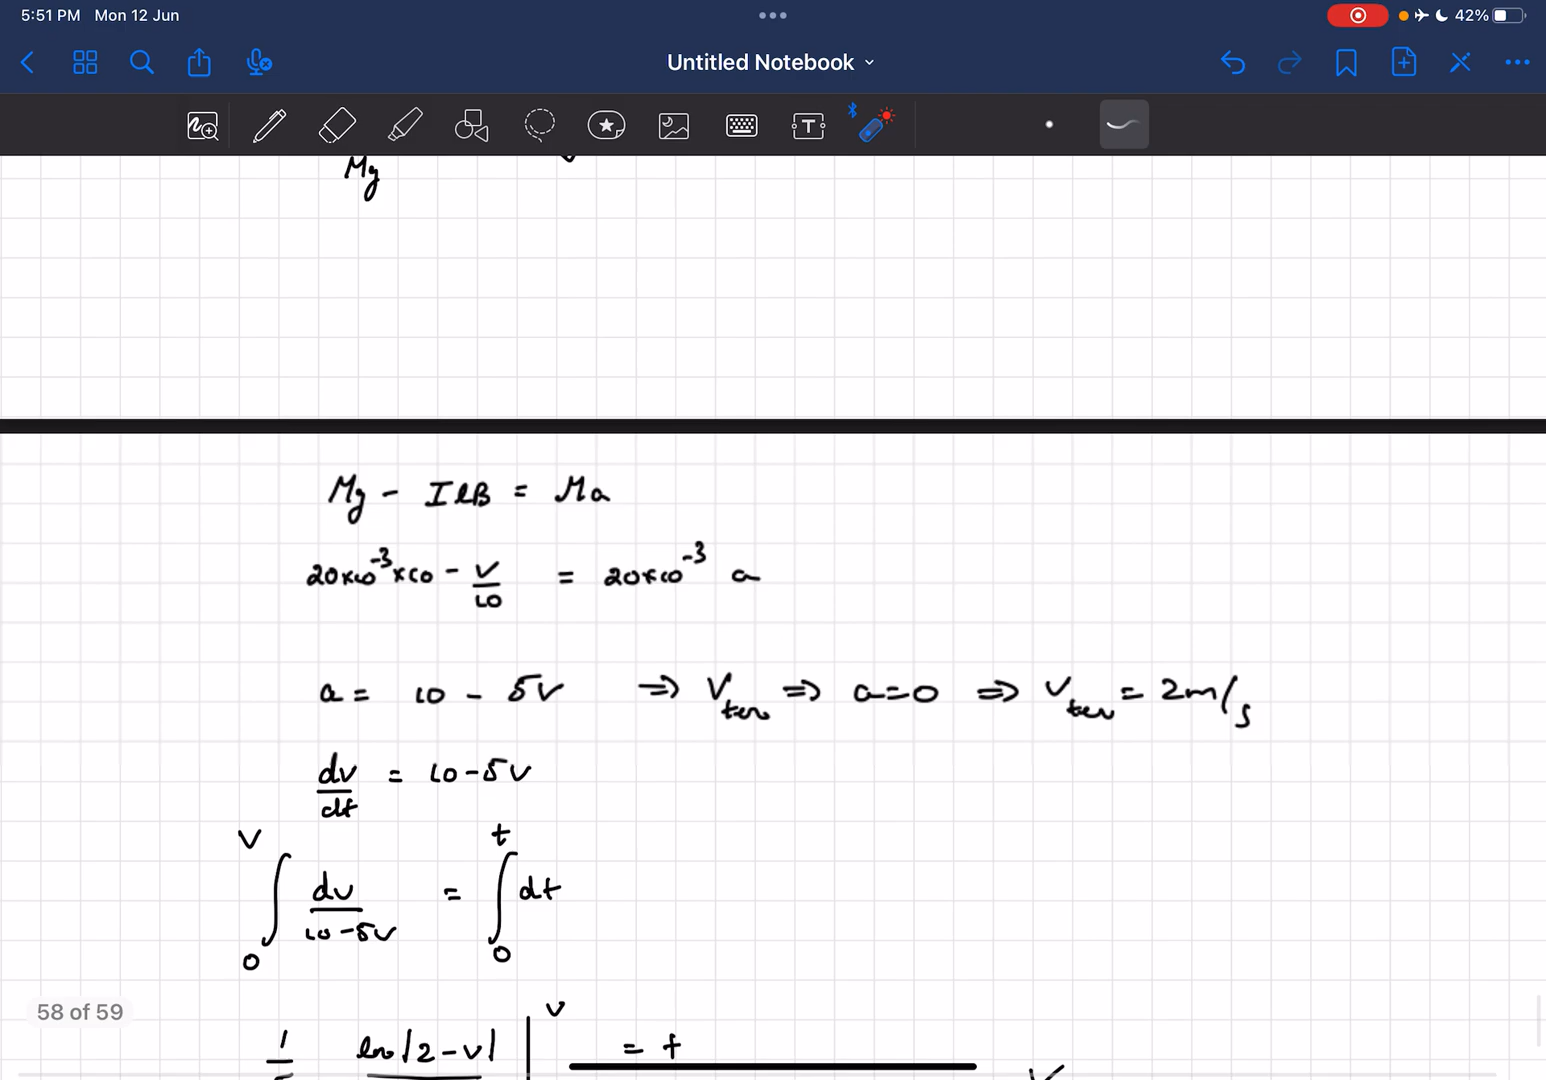 5:51 PM Mon 12 Jun
42%
Untitled Notebook
Mg
Mg - IlB = Ma
20×10^-3 ×10 - v/10 = 20×10^-3 a
a = 10 - 5v ⇒ V_ter ⇒ a=0 ⇒ V_ter = 2m/s
dv/dt = 10-5v
∫_0^v dv/10-5v = ∫_0^t dt
ln|2-v| |^v = t
58 of 59